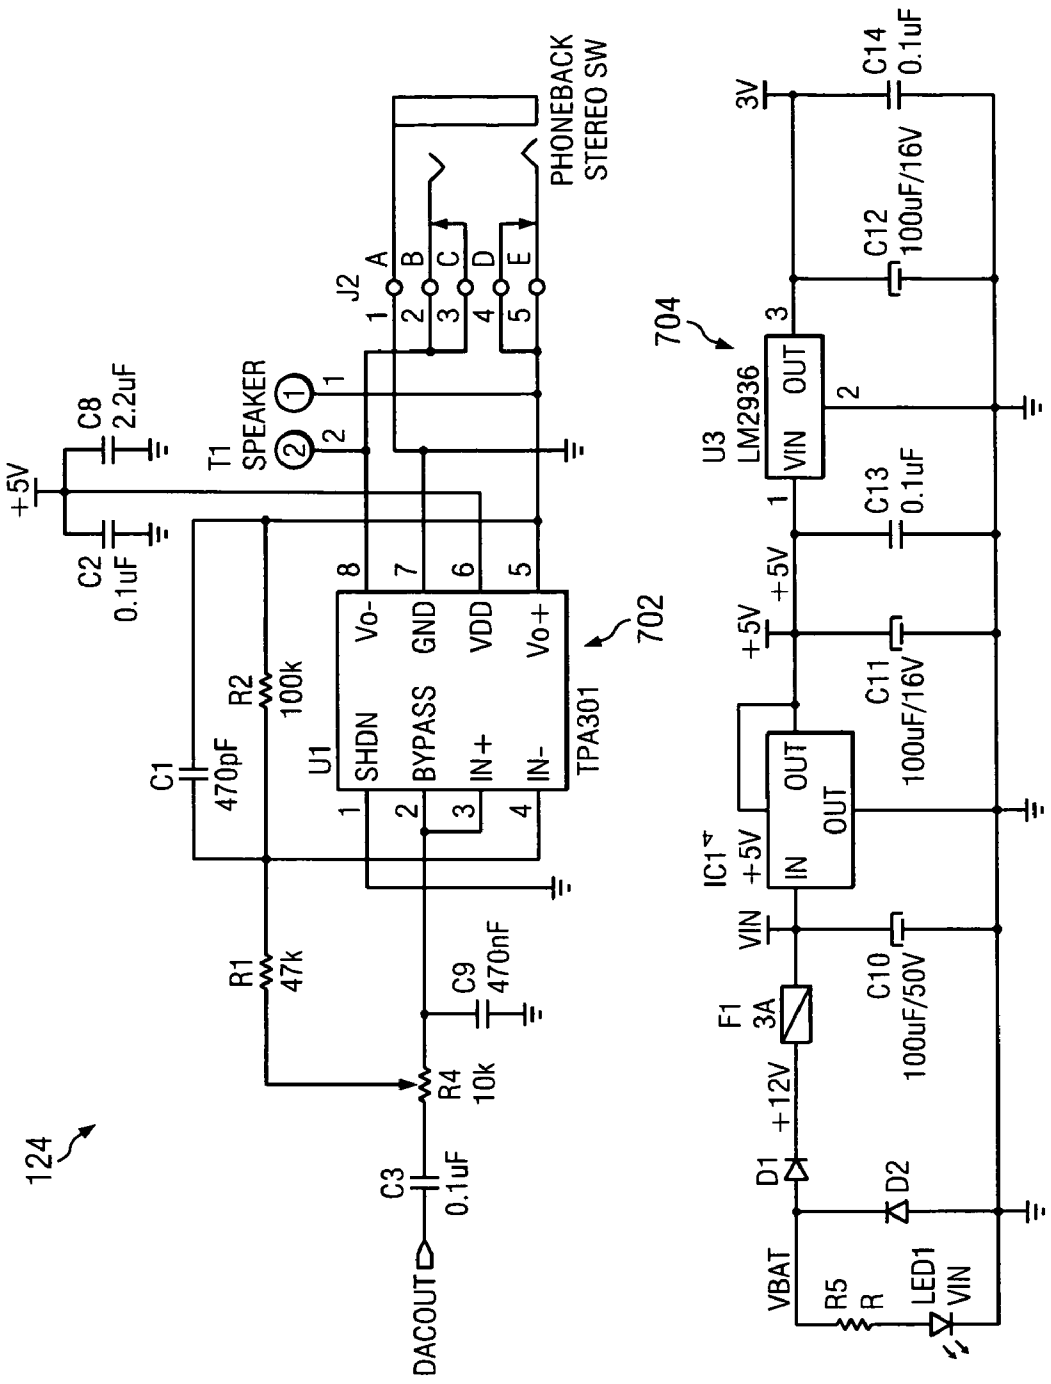 124
+5V
C2
0.1uF
C8
2.2uF
C1
470pF
R2
100k
R1
47k
T1
SPEAKER
2
1
2
1
U1
SHDN
BYPASS
IN+
IN-
Vo-
GND
VDD
Vo+
1
2
3
4
8
7
6
5
TPA301
702
DACOUT
C3
0.1uF
R4
10k
C9
470nF
J2
1
2
3
4
5
A
B
C
D
E
PHONEBACK
STEREO SW
VBAT
R5
R
LED1
VIN
D1
D2
+12V
F1
3A
VIN
C10
100uF/50V
IC1
+5V
IN
OUT
OUT
+5V
+5V
C11
100uF/16V
C13
0.1uF
U3
LM2936
VIN
OUT
1
2
3
704
C12
100uF/16V
3V
C14
0.1uF